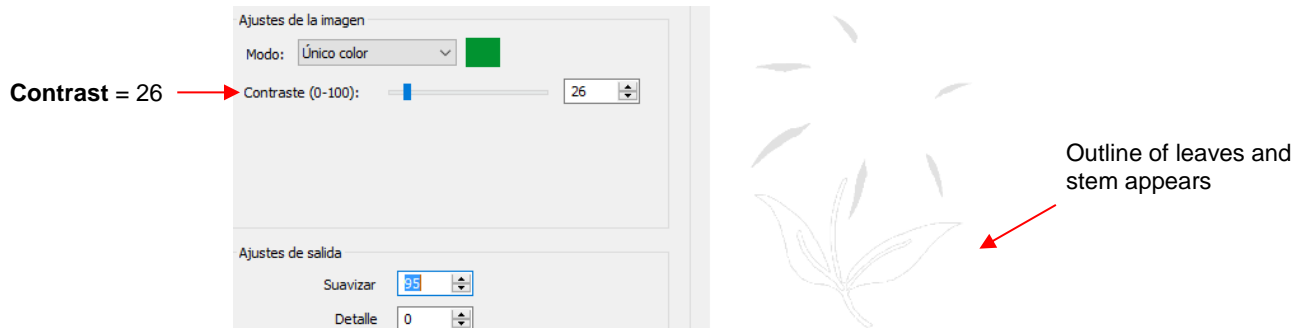 Ajustes de la imagen
Modo: Único color
Contrast = 26
Contraste (0-100): 26
Outline of leaves and
stem appears
Ajustes de salida
Suavizar 95
Detalle 0